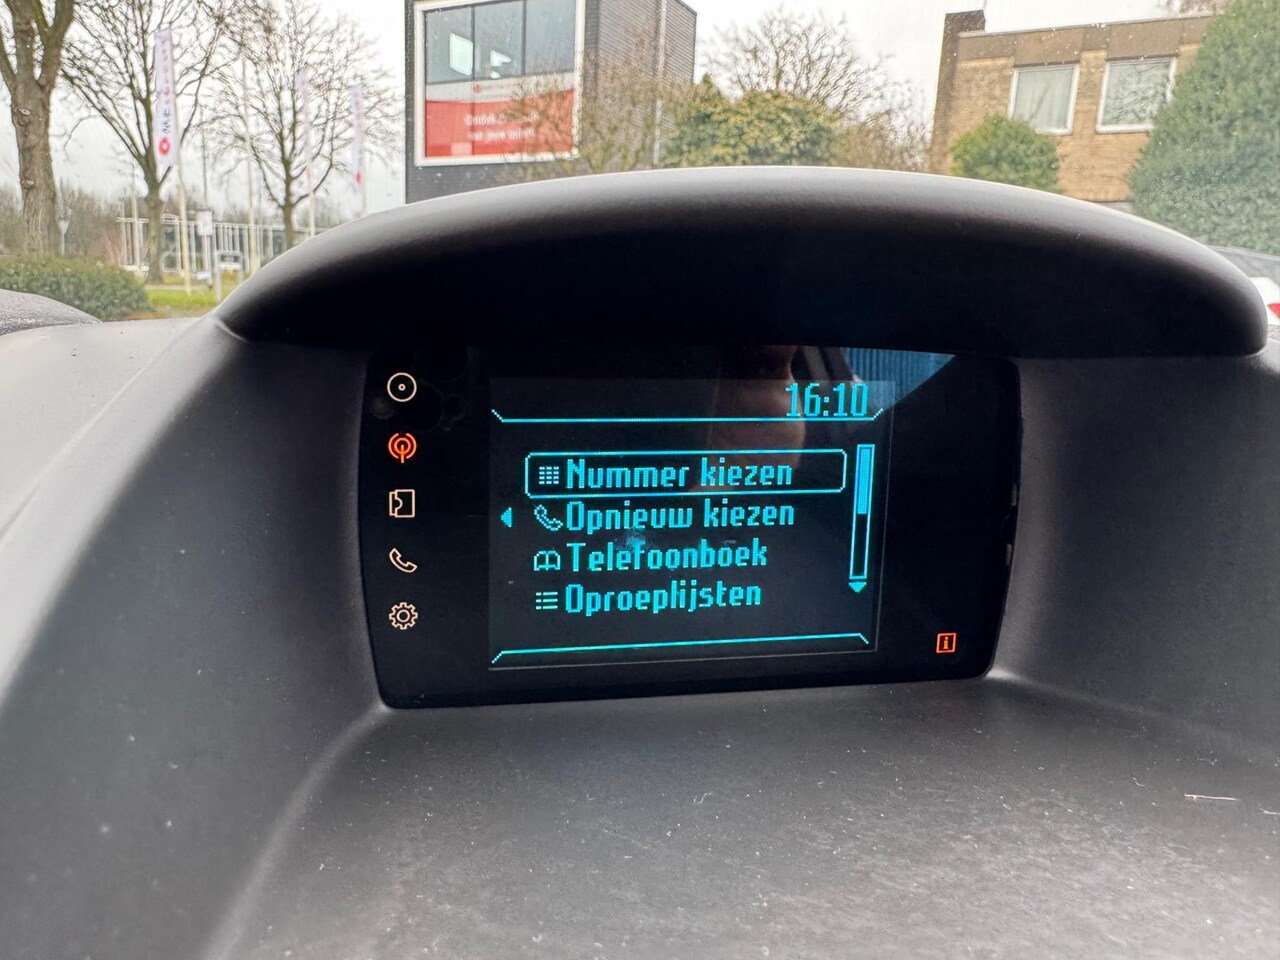 16:10
Nummer kiezen
Opnieuw kiezen
Telefoonboek
Oproeplijsten
i